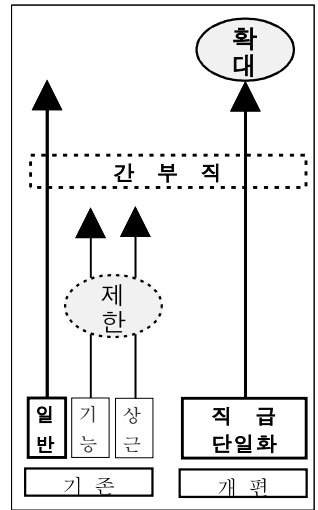 확
대
간 부 직
제
한
일
반
기
능
상
근
직 급
단일화
기 존
개 편